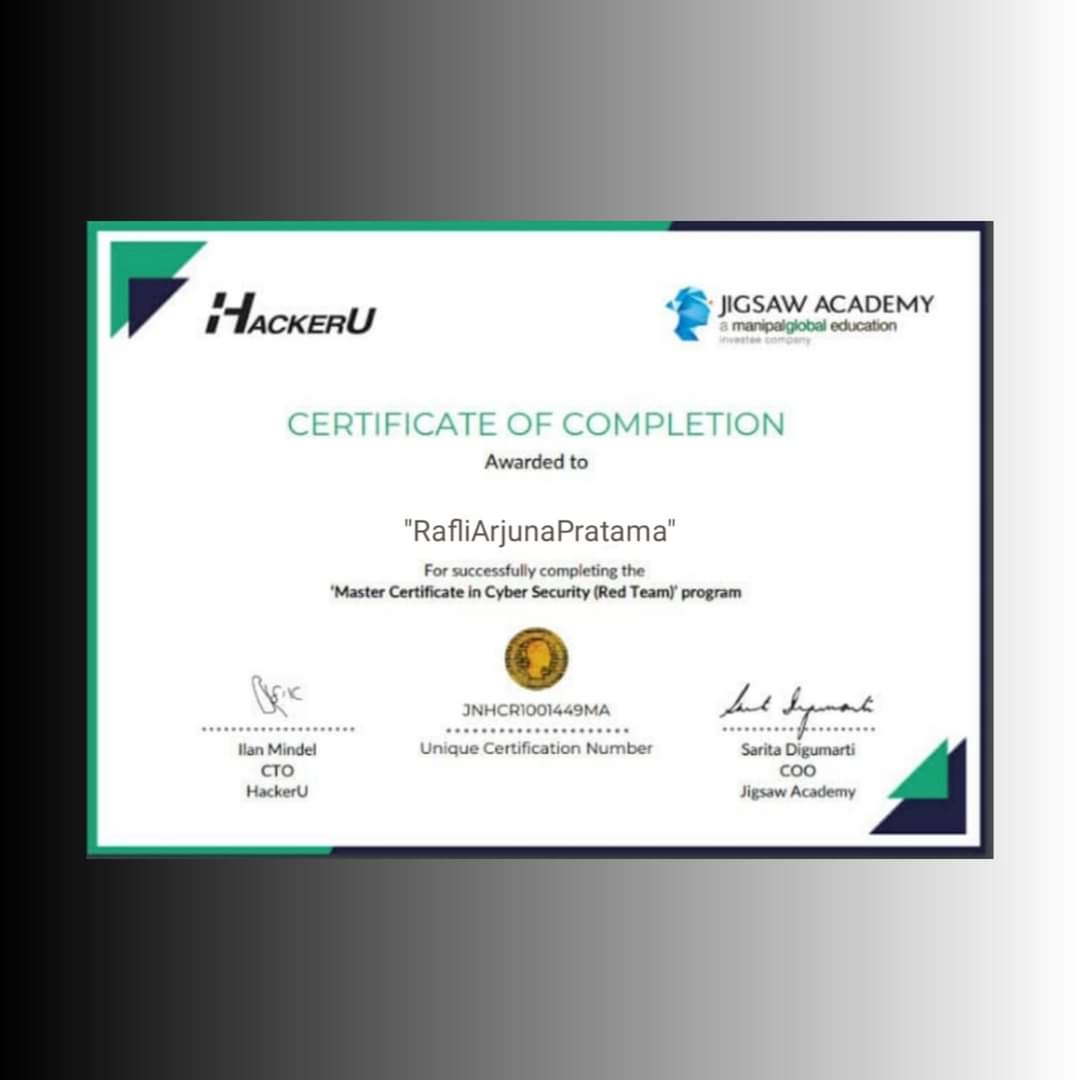 HACKERU
JIGSAW ACADEMY
a manipalglobal education
investee company
CERTIFICATE OF COMPLETION
Awarded to
"RafliArjunaPratama"
For successfully completing the
'Master Certificate in Cyber Security (Red Team)' program
JNHCR1001449MA
Unique Certification Number
Ilan Mindel
CTO
HackerU
Sarita Digumarti
COO
Jigsaw Academy